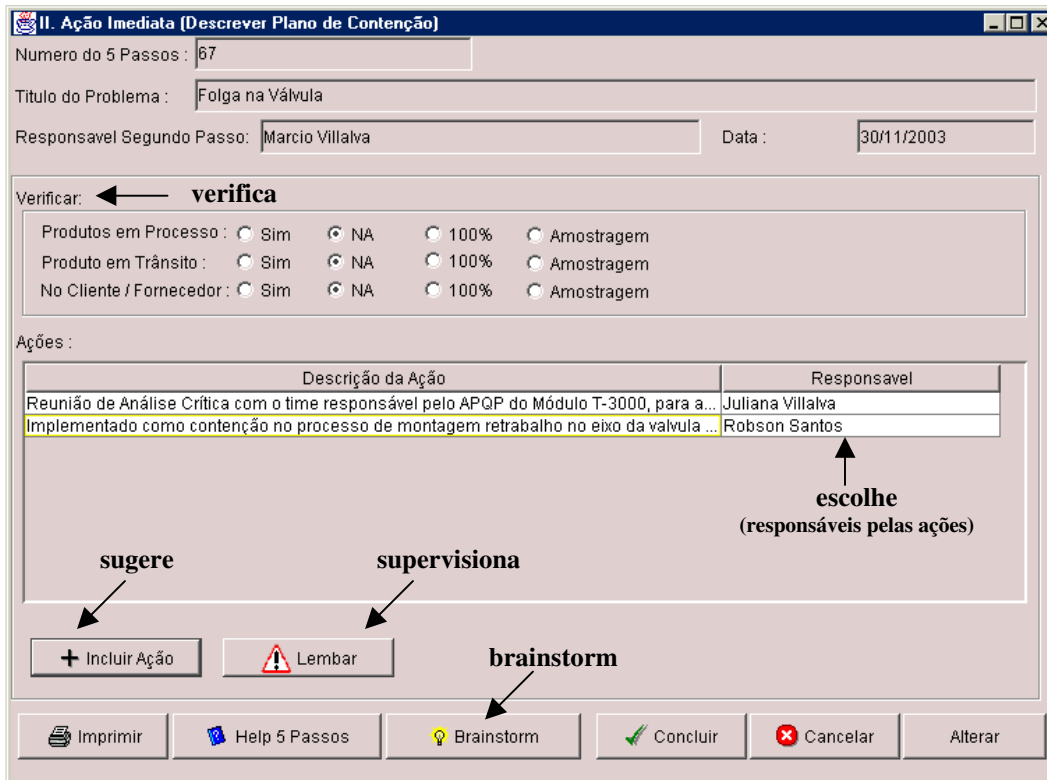 II. Ação Imediata (Descrever Plano de Contenção)
Numero do 5 Passos : 67
Titulo do Problema : Folga na Válvula
Responsavel Segundo Passo: Marcio Villalva Data : 30/11/2003
Verificar: verifica
Produtos em Processo : Sim NA 100% Amostragem
Produto em Trânsito : Sim NA 100% Amostragem
No Cliente / Fornecedor : Sim NA 100% Amostragem
Ações :
Descrição da Ação Responsavel
Reunião de Análise Crítica com o time responsável pelo APQP do Módulo T-3000, para a... Juliana Villalva
Implementado como contenção no processo de montagem retrabalho no eixo da valvula ... Robson Santos
escolhe
(responsáveis pelas ações)
sugere supervisiona
Incluir Ação Lembar
brainstorm
Imprimir Help 5 Passos Brainstorm Concluir Cancelar Alterar